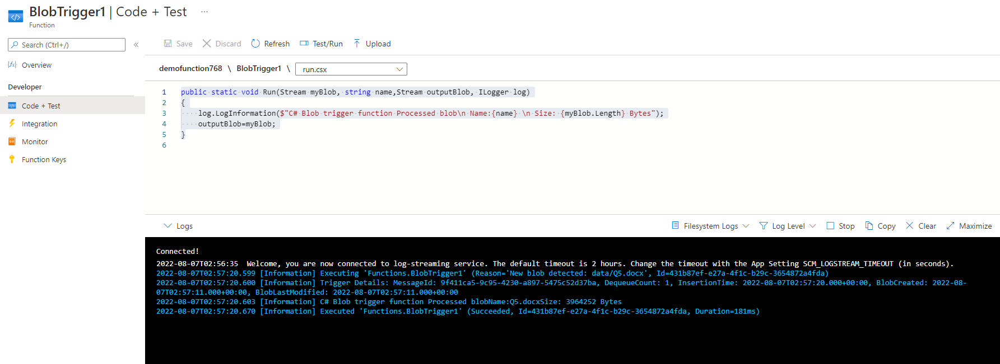 BlobTrigger1 | Code + Test ...
Function
Search (Ctrl+/)
«
Save
Discard
Refresh
Test/Run
Upload
Overview
Developer
Code + Test
Integration
Monitor
Function Keys
demofunction768 \ BlobTrigger1 \ run.csx
1 public static void Run(Stream myBlob, string name,Stream outputBlob, ILogger log)
2 {
3     log.LogInformation($"C# Blob trigger function Processed blob\n Name:{name} \n Size: {myBlob.Length} Bytes");
4     outputBlob=myBlob;
5 }
6
Logs
Filesystem Logs
Log Level
Stop
Copy
Clear
Maximize
Connected!
2022-08-07T02:56:35  Welcome, you are now connected to log-streaming service. The default timeout is 2 hours. Change the timeout with the App Setting SCM_LOGSTREAM_TIMEOUT (in seconds).
2022-08-07T02:57:20.599 [Information] Executing 'Functions.BlobTrigger1' (Reason='New blob detected: data/Q5.docx', Id=431b87ef-e27a-4f1c-b29c-3654872a4fda)
2022-08-07T02:57:20.600 [Information] Trigger Details: MessageId: 9f411ca5-9c95-4230-a897-5475c52d37ba, DequeueCount: 1, InsertionTime: 2022-08-07T02:57:20.000+00:00, BlobCreated: 2022-08-
07T02:57:11.000+00:00, BlobLastModified: 2022-08-07T02:57:11.000+00:00
2022-08-07T02:57:20.603 [Information] C# Blob trigger function Processed blobName:Q5.docxSize: 3964252 Bytes
2022-08-07T02:57:20.670 [Information] Executed 'Functions.BlobTrigger1' (Succeeded, Id=431b87ef-e27a-4f1c-b29c-3654872a4fda, Duration=181ms)